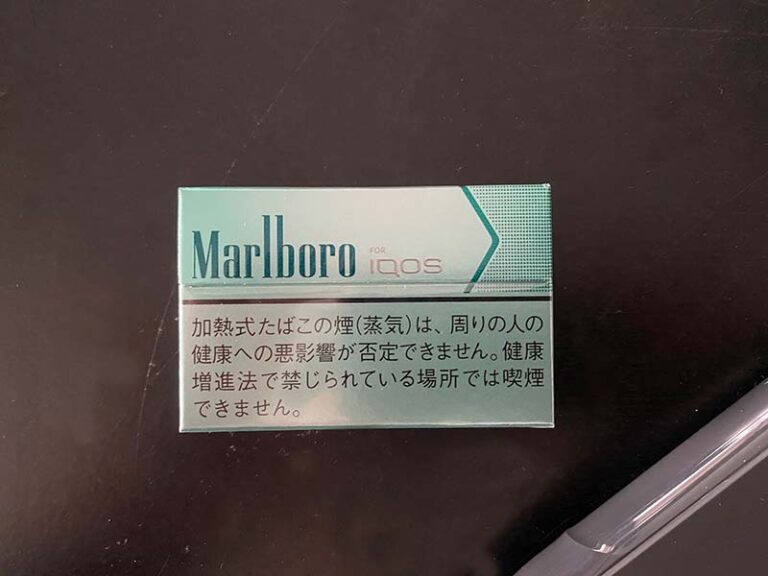 Marlboro FOR IQOS
加熱式たばこの煙(蒸気)は、周りの人の
健康への悪影響が否定できません。健康
増進法で禁じられている場所では喫煙
できません。